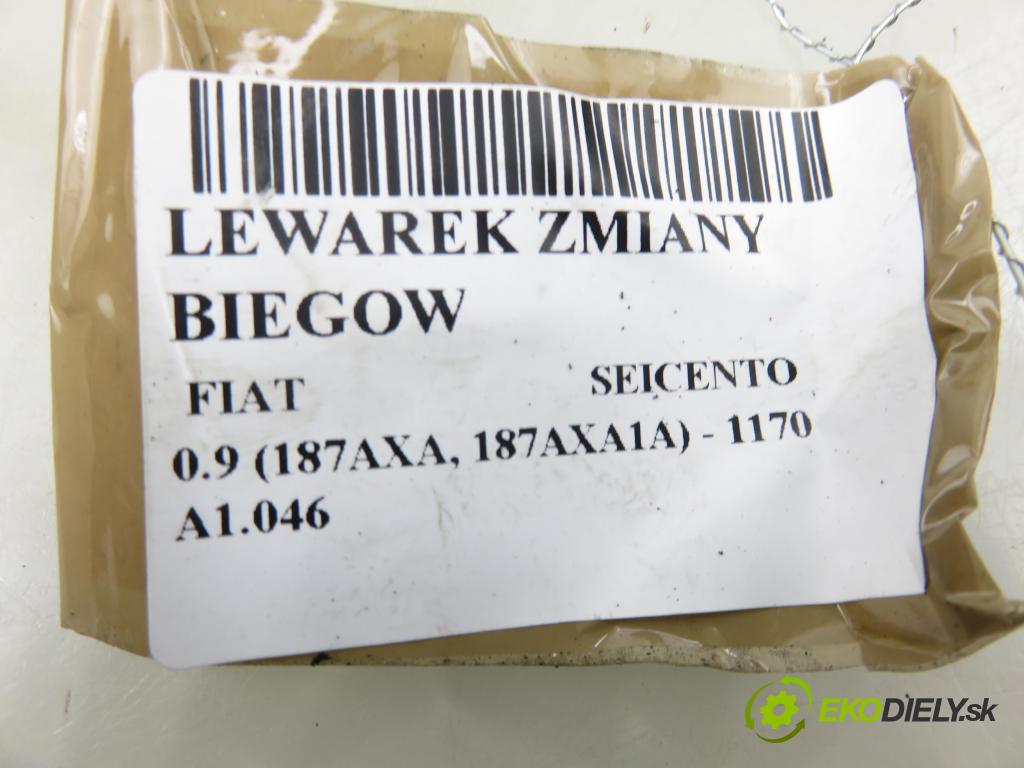 LEWAREK ZMIANY
BIEGOW
FIAT SEICENTO
0.9 (187AXA, 187AXA1A) - 1170
A1.046
EKODIELY.sk